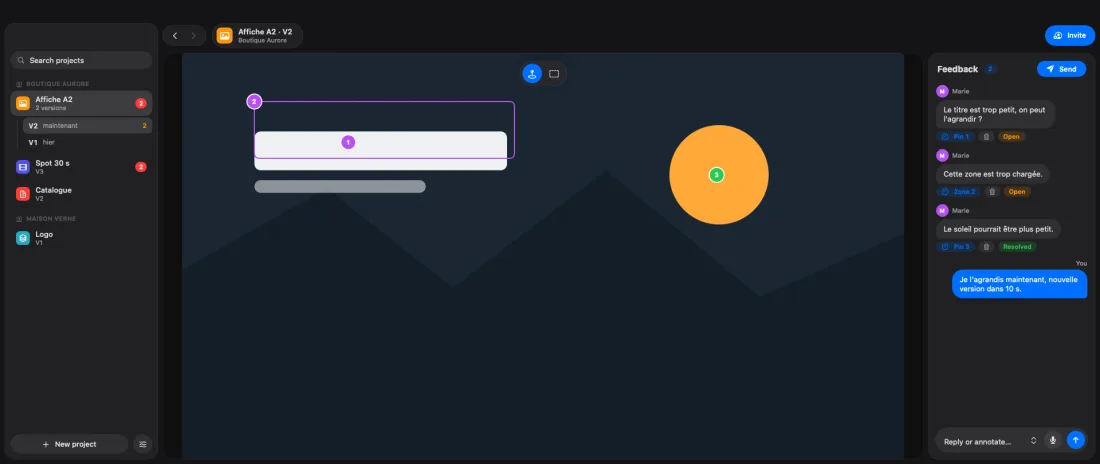 Search projects
BOUTIQUE AURORE
Affiche A2
2 versions
2
V2 maintenant 2
V1 hier
Spot 30 s
V3
2
Catalogue
V2
MAISON VERNE
Logo
V1
+ New project
Affiche A2 · V2
Boutique Aurore
2
1
3
Invite
Feedback 2
Send
M Marie
Le titre est trop petit, on peut
l'agrandir ?
Pin 1 Open
M Marie
Cette zone est trop chargée.
Zone 2 Open
M Marie
Le soleil pourrait être plus petit.
Pin 3 Resolved
You
Je l'agrandis maintenant, nouvelle
version dans 10 s.
Reply or annotate...